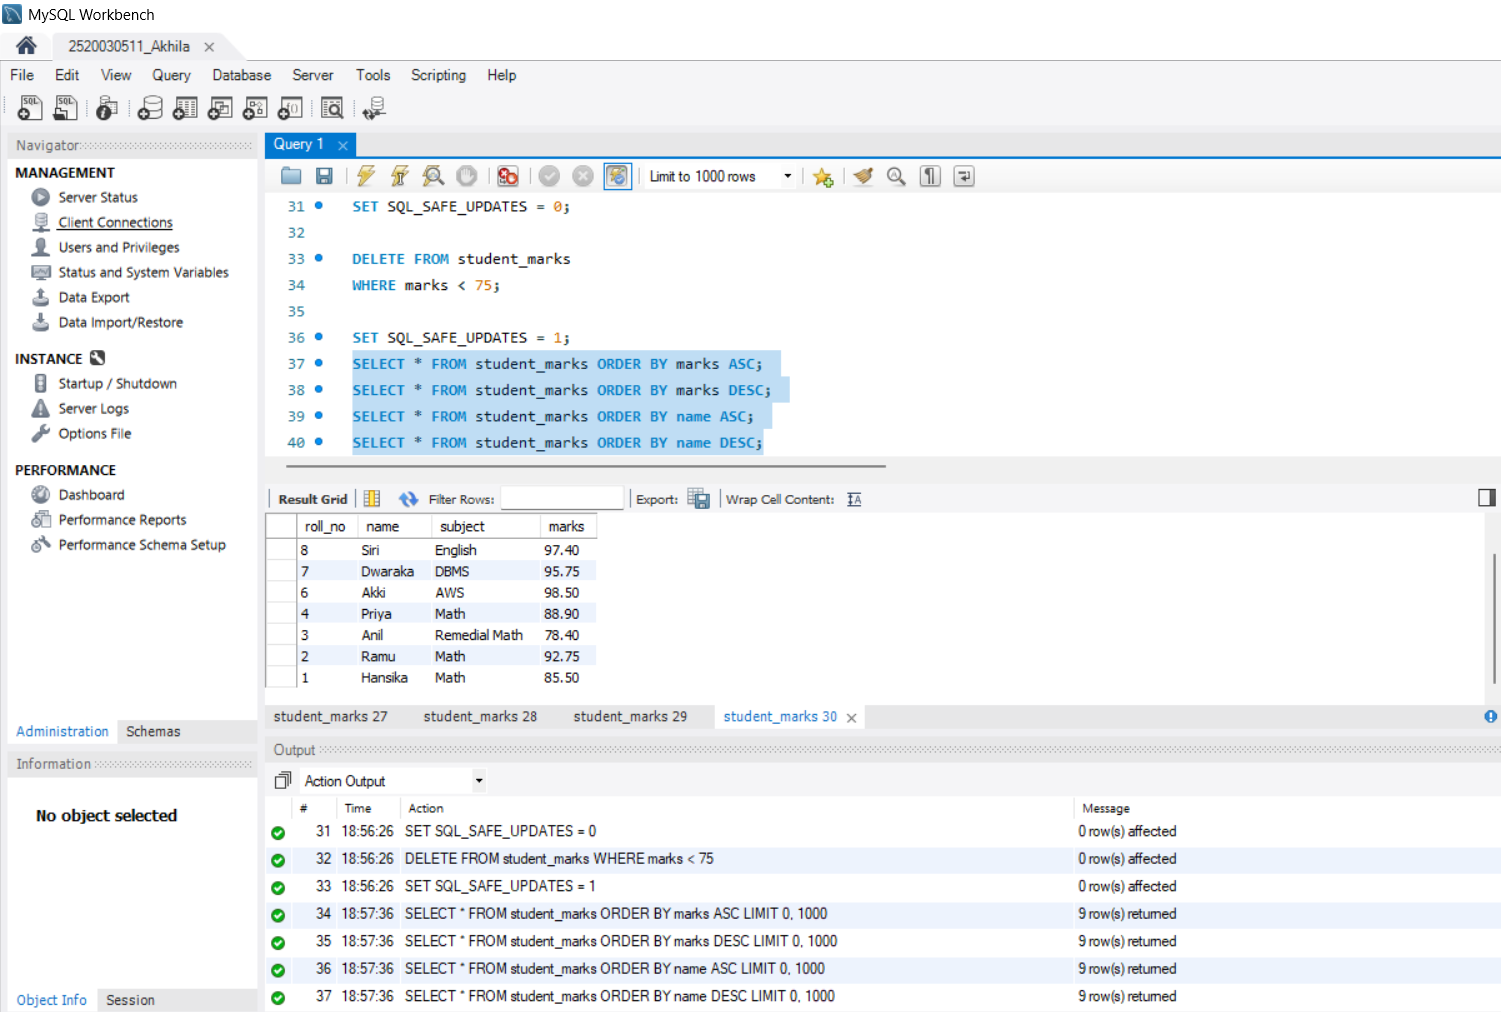 MySQL Workbench
2520030511_Akhila
File Edit View Query Database Server Tools Scripting Help
Navigator
MANAGEMENT
Server Status
Client Connections
Users and Privileges
Status and System Variables
Data Export
Data Import/Restore
INSTANCE
Startup / Shutdown
Server Logs
Options File
PERFORMANCE
Dashboard
Performance Reports
Performance Schema Setup
Administration Schemas
Information
No object selected
Object Info Session
Query 1
Limit to 1000 rows
31 SET SQL_SAFE_UPDATES = 0;
32
33 DELETE FROM student_marks
34 WHERE marks < 75;
35
36 SET SQL_SAFE_UPDATES = 1;
37 SELECT * FROM student_marks ORDER BY marks ASC;
38 SELECT * FROM student_marks ORDER BY marks DESC;
39 SELECT * FROM student_marks ORDER BY name ASC;
40 SELECT * FROM student_marks ORDER BY name DESC;
Result Grid Filter Rows: Export: Wrap Cell Content:
roll_no name subject marks
8 Siri English 97.40
7 Dwaraka DBMS 95.75
6 Akki AWS 98.50
4 Priya Math 88.90
3 Anil Remedial Math 78.40
2 Ramu Math 92.75
1 Hansika Math 85.50
student_marks 27 student_marks 28 student_marks 29 student_marks 30
Output
Action Output
# Time Action Message
31 18:56:26 SET SQL_SAFE_UPDATES = 0 0 row(s) affected
32 18:56:26 DELETE FROM student_marks WHERE marks < 75 0 row(s) affected
33 18:56:26 SET SQL_SAFE_UPDATES = 1 0 row(s) affected
34 18:57:36 SELECT * FROM student_marks ORDER BY marks ASC LIMIT 0, 1000 9 row(s) returned
35 18:57:36 SELECT * FROM student_marks ORDER BY marks DESC LIMIT 0, 1000 9 row(s) returned
36 18:57:36 SELECT * FROM student_marks ORDER BY name ASC LIMIT 0, 1000 9 row(s) returned
37 18:57:36 SELECT * FROM student_marks ORDER BY name DESC LIMIT 0, 1000 9 row(s) returned